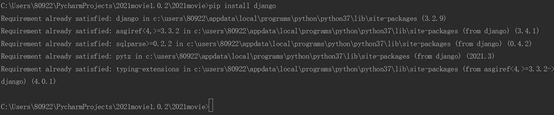 C:\Users\80922\PycharmProjects\2021movie1.0.2\2021movie>pip install django
Requirement already satisfied: django in c:\users\80922\appdata\local\programs\python\python37\lib\site-packages (3.2.9)
Requirement already satisfied: asgiref<4,>=3.3.2 in c:\users\80922\appdata\local\programs\python\python37\lib\site-packages (from django) (3.4.1)
Requirement already satisfied: sqlparse>=0.2.2 in c:\users\80922\appdata\local\programs\python\python37\lib\site-packages (from django) (0.4.2)
Requirement already satisfied: pytz in c:\users\80922\appdata\local\programs\python\python37\lib\site-packages (from django) (2021.3)
Requirement already satisfied: typing-extensions in c:\users\80922\appdata\local\programs\python\python37\lib\site-packages (from asgiref<4,>=3.3.2->
django) (4.0.1)
C:\Users\80922\PycharmProjects\2021movie1.0.2\2021movie>